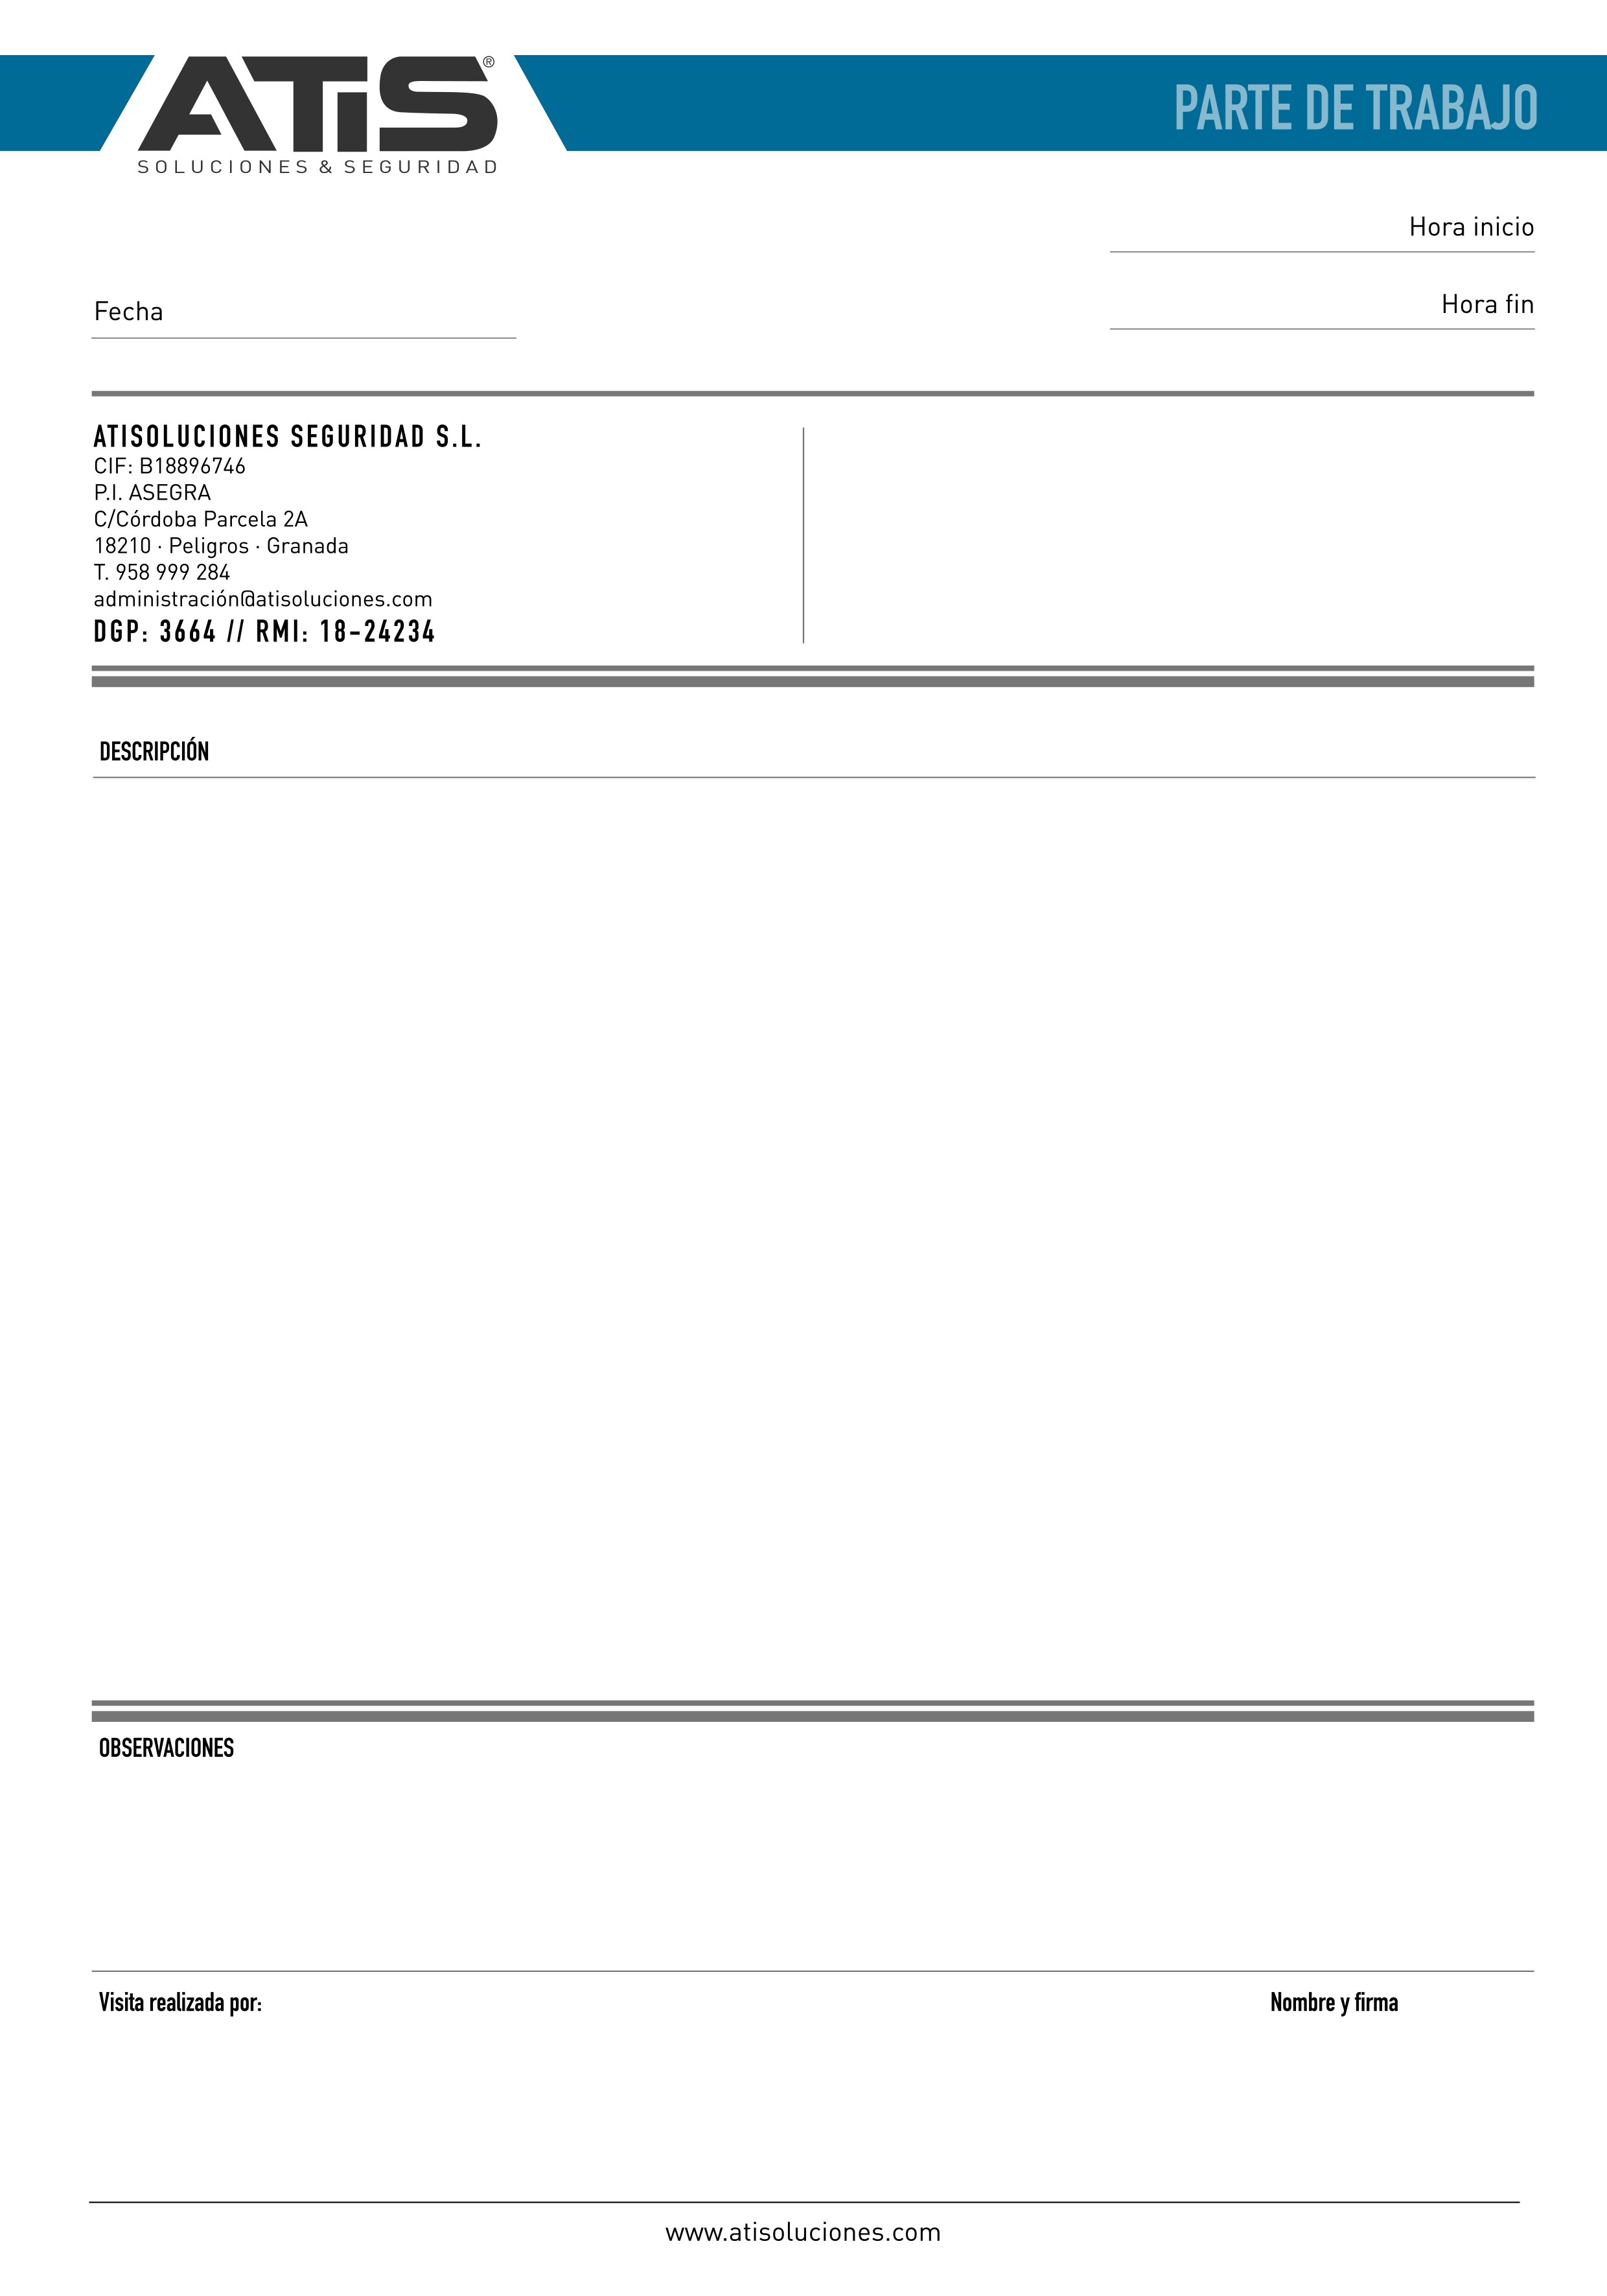 ATiS®
SOLUCIONES & SEGURIDAD
PARTE DE TRABAJO
Hora inicio
Hora fin
Fecha
ATISOLUCIONES SEGURIDAD S.L.
CIF: B18896746
P.I. ASEGRA
C/Córdoba Parcela 2A
18210 · Peligros · Granada
T. 958 999 284
administración@atisoluciones.com
DGP: 3664 // RMI: 18-24234
DESCRIPCIÓN
OBSERVACIONES
Visita realizada por:
Nombre y firma
www.atisoluciones.com